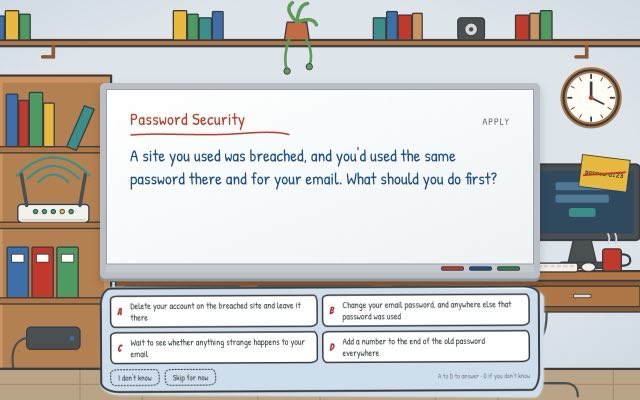 Password Security
APPLY
A site you used was breached, and you'd used the same
password there and for your email. What should you do first?
A Delete your account on the breached site and leave it
there
B Change your email password, and anywhere else that
password was used
C Wait to see whether anything strange happens to your
email
D Add a number to the end of the old password
everywhere
I don't know
Skip for now
A to D to answer · 0 if you don't know